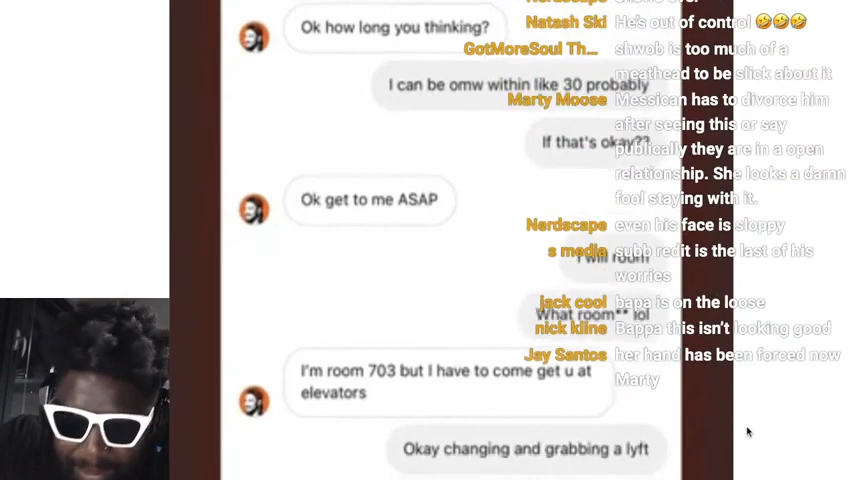 Ok how long you thinking?
I can be omw within like 30 probably
If that's okay??
Ok get to me ASAP
I will room
What room** lol
I'm room 703 but I have to come get u at
elevators
Okay changing and grabbing a lyft
Natash Ski He's out of control 🤣🤣🤣
GotMoreSoul Th... shwob is too much of a
meathead to be slick about it
Marty Moose Messican has to divorce him
after seeing this or say
publically they are in a open
relationship. She looks a damn
fool staying with it.
Nerdscape even his face is sloppy
s media subb redit is the last of his
worries
jack cool bapa is on the loose
nick kline Bappa this isn't looking good
Jay Santos her hand has been forced now
Marty